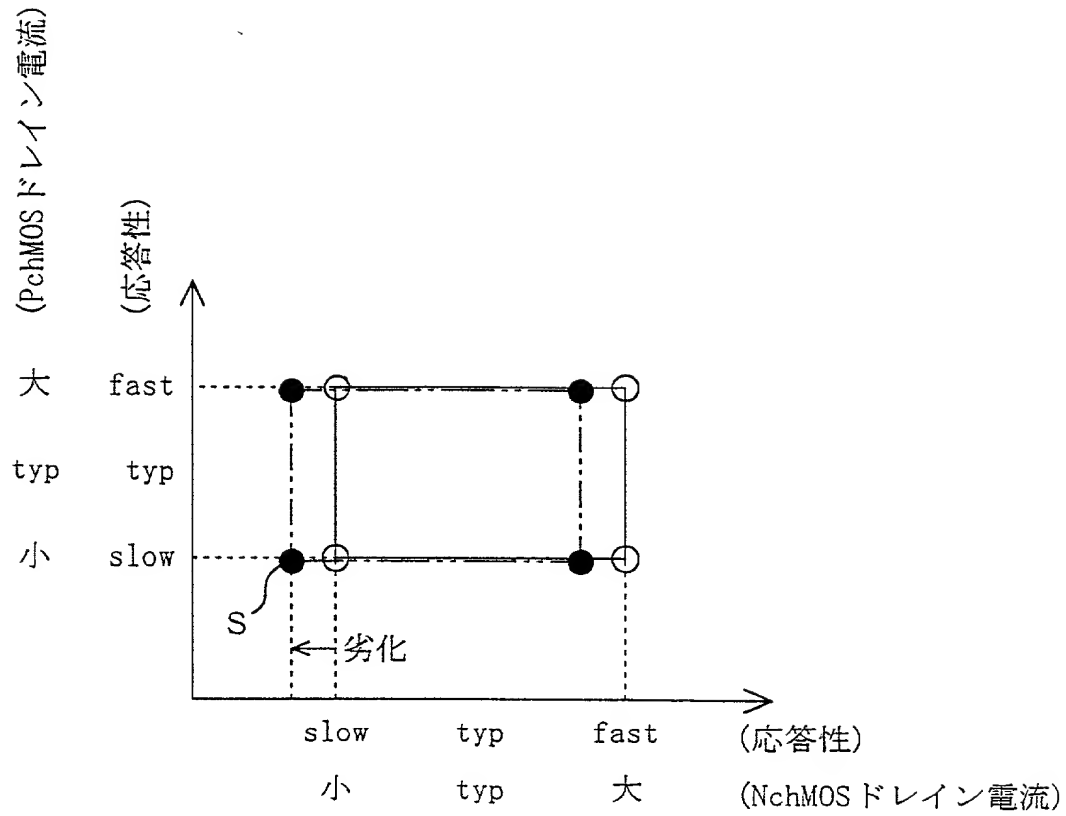 (PchMOSドレイン電流)
(応答性)
大 fast
typ typ
小 slow
S
劣化
slow typ fast (応答性)
小 typ 大 (NchMOSドレイン電流)